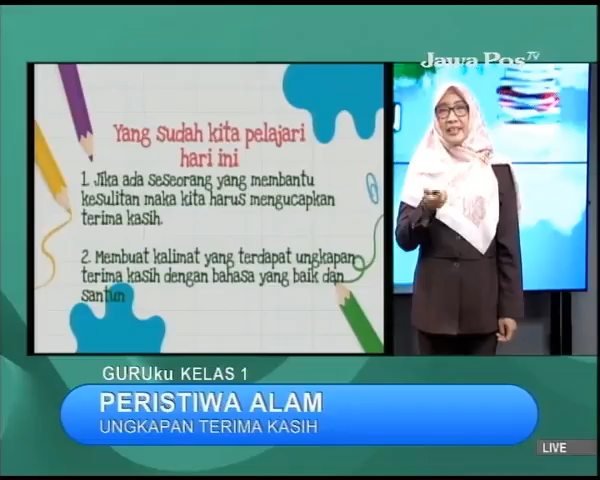 Jawa Pos TV
Yang sudah kita pelajari
hari ini
1. Jika ada seseorang yang membantu
kesulitan maka kita harus mengucapkan
terima kasih.
2. Membuat kalimat yang terdapat ungkapan
terima kasih dengan bahasa yang baik dan
santun
GURUku KELAS 1
PERISTIWA ALAM
UNGKAPAN TERIMA KASIH
LIVE